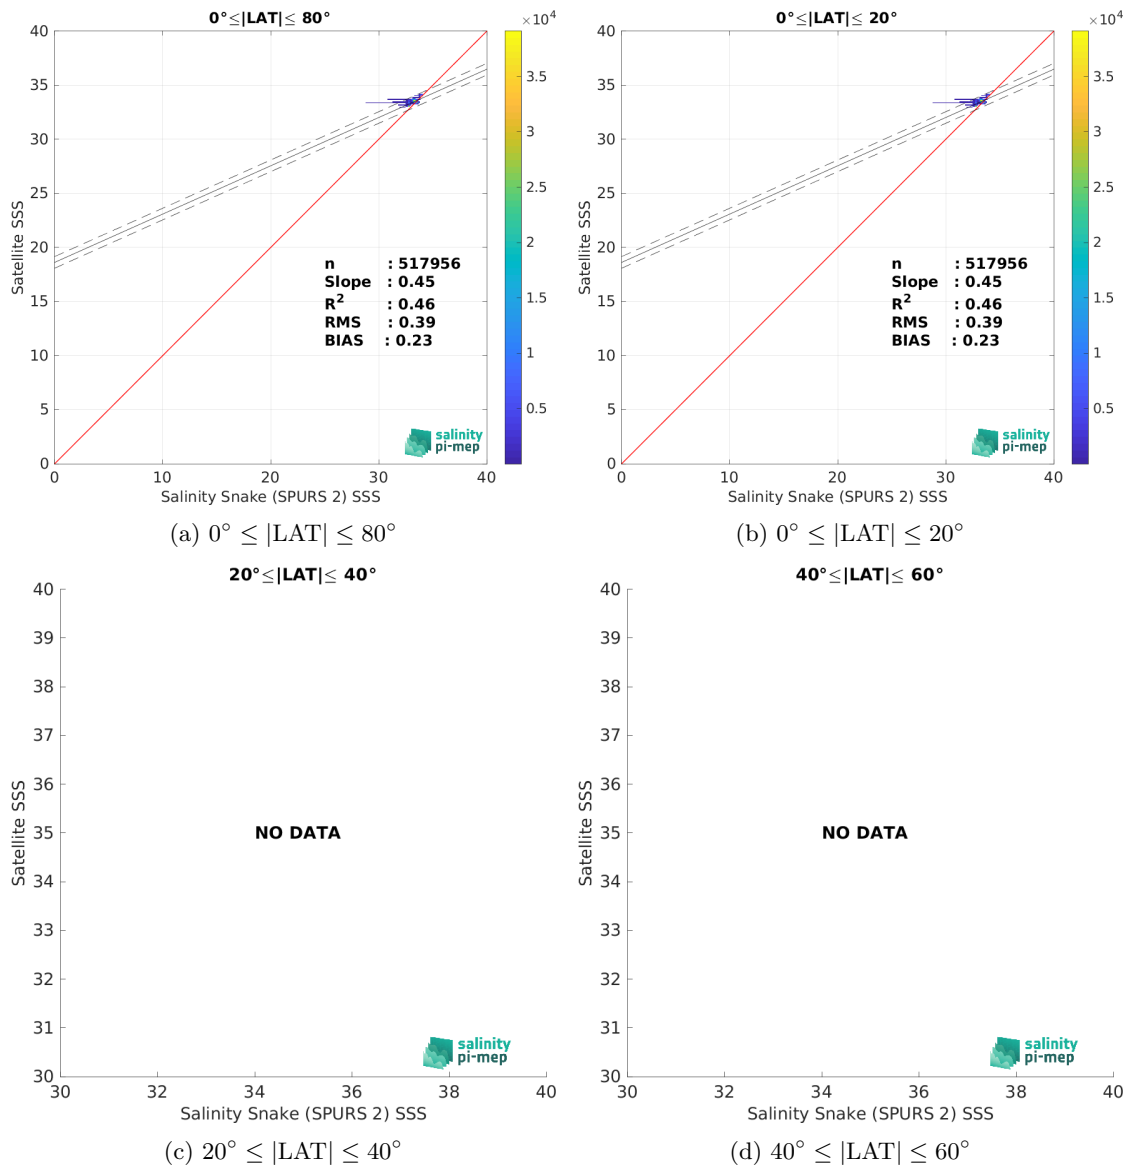 0°≤|LAT|≤ 80°
×10⁴
40
35
30
25
20
15
10
5
0
0
10
20
30
40
3.5
3
2.5
2
1.5
1
0.5
Satellite SSS
n : 517956
Slope : 0.45
R² : 0.46
RMS : 0.39
BIAS : 0.23
salinity
pi-mep
Salinity Snake (SPURS 2) SSS
(a) 0° ≤ |LAT| ≤ 80°
0°≤|LAT|≤ 20°
×10⁴
40
35
30
25
20
15
10
5
0
0
10
20
30
40
3.5
3
2.5
2
1.5
1
0.5
Satellite SSS
n : 517956
Slope : 0.45
R² : 0.46
RMS : 0.39
BIAS : 0.23
salinity
pi-mep
Salinity Snake (SPURS 2) SSS
(b) 0° ≤ |LAT| ≤ 20°
20°≤|LAT|≤ 40°
40
39
38
37
36
35
34
33
32
31
30
30
32
34
36
38
40
Satellite SSS
NO DATA
salinity
pi-mep
Salinity Snake (SPURS 2) SSS
(c) 20° ≤ |LAT| ≤ 40°
40°≤|LAT|≤ 60°
40
39
38
37
36
35
34
33
32
31
30
30
32
34
36
38
40
Satellite SSS
NO DATA
salinity
pi-mep
Salinity Snake (SPURS 2) SSS
(d) 40° ≤ |LAT| ≤ 60°